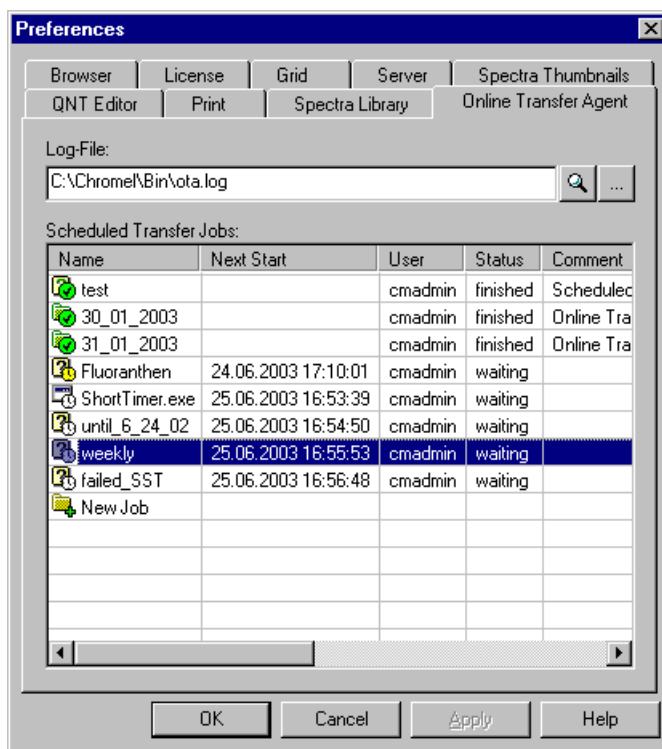 Preferences
Browser License Grid Server Spectra Thumbnails
QNT Editor Print Spectra Library Online Transfer Agent
Log-File:
C:\Chromel\Bin\ota.log ...
Scheduled Transfer Jobs:
Name Next Start User Status Comment
test cmadmin finished Scheduled
30_01_2003 cmadmin finished Online Tra
31_01_2003 cmadmin finished Online Tra
Fluoranthen 24.06.2003 17:10:01 cmadmin waiting
ShortTimer.exe 25.06.2003 16:53:39 cmadmin waiting
until_6_24_02 25.06.2003 16:54:50 cmadmin waiting
weekly 25.06.2003 16:55:53 cmadmin waiting
failed_SST 25.06.2003 16:56:48 cmadmin waiting
New Job
OK Cancel Apply Help